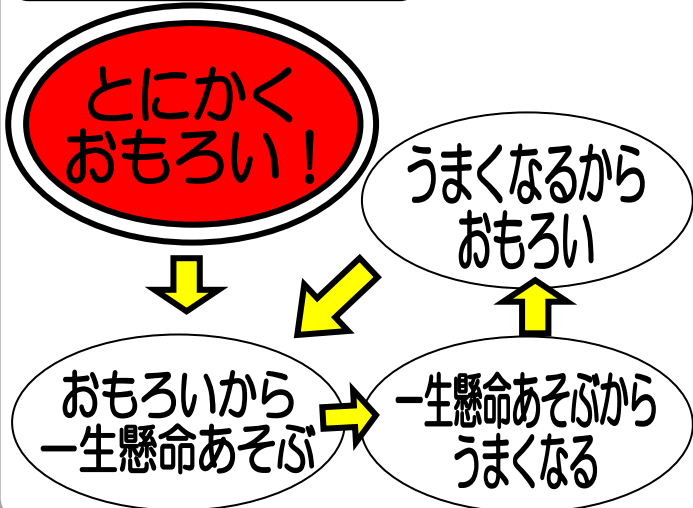 とにかく
おもろい！
うまくなるから
おもろい
おもろいから
一生懸命あそぶ
一生懸命あそぶから
うまくなる